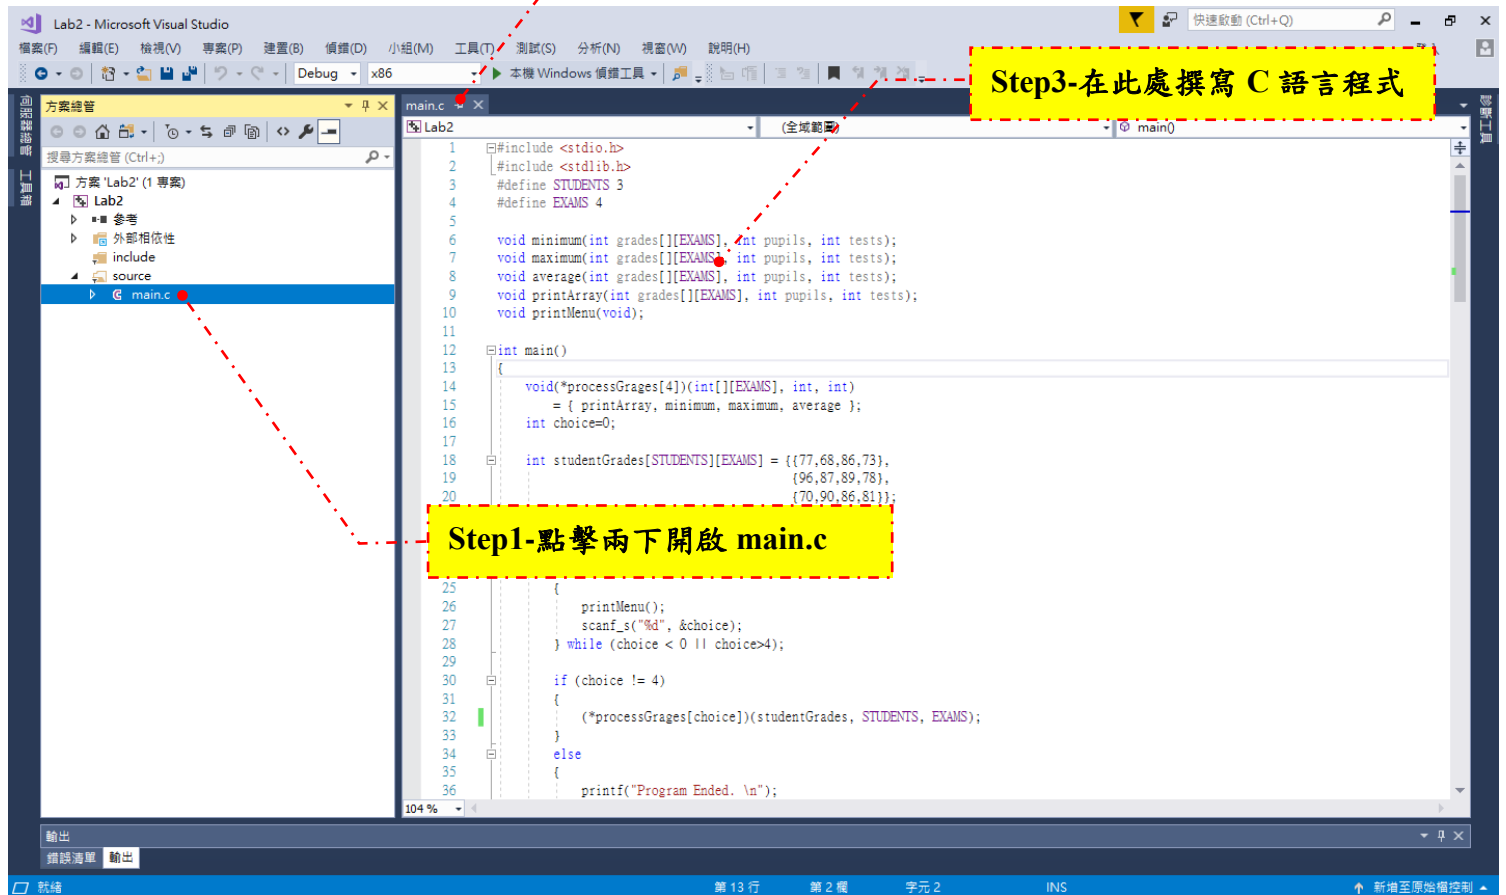 Lab2 - Microsoft Visual Studio
快速啟動 (Ctrl+Q)
檔案(F) 編輯(E) 檢視(V) 專案(P) 建置(B) 偵錯(D) 小組(M) 工具(T) 測試(S) 分析(N) 視窗(W) 說明(H)
Debug x86 本機 Windows 偵錯工具
Step3-在此處撰寫 C 語言程式
伺服器總管
工具箱
診斷工具
方案總管
搜尋方案總管 (Ctrl+;)
方案 'Lab2' (1 專案)
Lab2
參考
外部相依性
include
source
main.c
main.c
Lab2 (全域範圍) main()
1 #include <stdio.h>
2 #include <stdlib.h>
3 #define STUDENTS 3
4 #define EXAMS 4
5
6 void minimum(int grades[][EXAMS], int pupils, int tests);
7 void maximum(int grades[][EXAMS], int pupils, int tests);
8 void average(int grades[][EXAMS], int pupils, int tests);
9 void printArray(int grades[][EXAMS], int pupils, int tests);
10 void printMenu(void);
11
12 int main()
13 {
14 void(*processGrages[4])(int[][EXAMS], int, int)
15 = { printArray, minimum, maximum, average };
16 int choice=0;
17
18 int studentGrades[STUDENTS][EXAMS] = {{77,68,86,73},
19 {96,87,89,78},
20 {70,90,86,81}};
Step1-點擊兩下開啟 main.c
25 {
26 printMenu();
27 scanf_s("%d", &choice);
28 } while (choice < 0 || choice>4);
29
30 if (choice != 4)
31 {
32 (*processGrages[choice])(studentGrades, STUDENTS, EXAMS);
33 }
34 else
35 {
36 printf("Program Ended. \n");
104 %
輸出
錯誤清單 輸出
就緒 第 13 行 第 2 欄 字元 2 INS 新增至原始檔控制